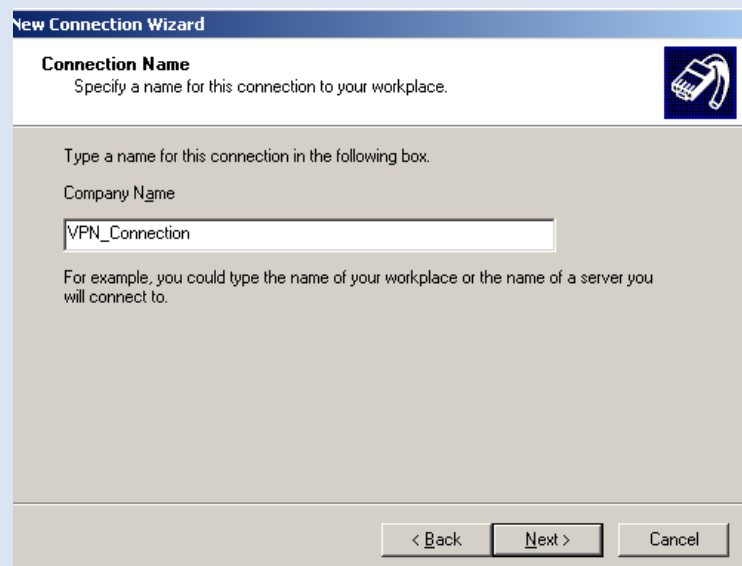 New Connection Wizard
Connection Name
Specify a name for this connection to your workplace.
Type a name for this connection in the following box.
Company Name
VPN_Connection
For example, you could type the name of your workplace or the name of a server you
will connect to.
< Back Next > Cancel